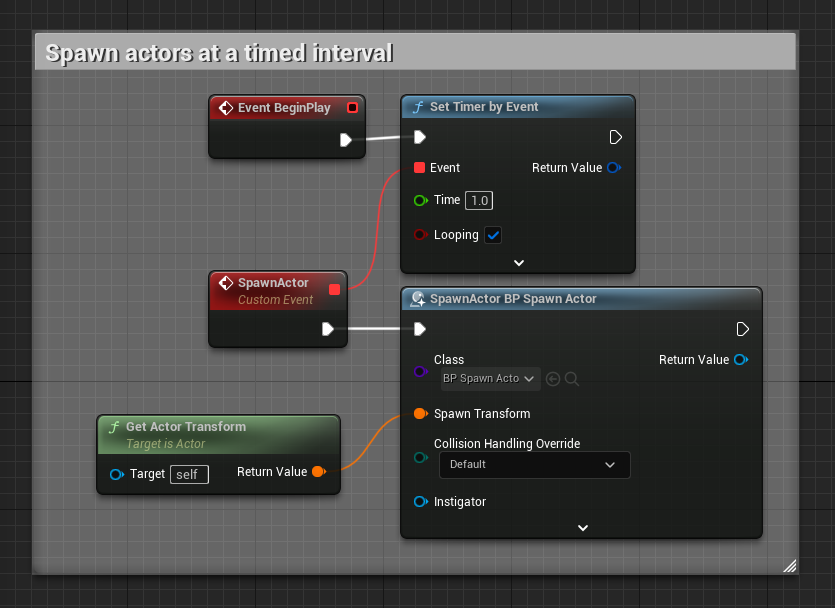 Spawn actors at a timed interval
Event BeginPlay
Set Timer by Event
Event
Return Value
Time 1.0
Looping
SpawnActor
Custom Event
SpawnActor BP Spawn Actor
Class
Return Value
BP Spawn Acto
Spawn Transform
Collision Handling Override
Default
Instigator
Get Actor Transform
Target is Actor
Target self
Return Value